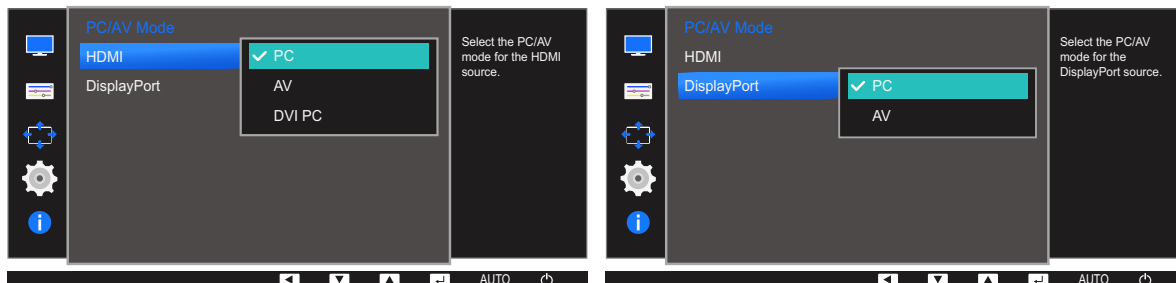 PC/AV Mode
HDMI
PC
DisplayPort
AV
DVI PC
Select the PC/AV
mode for the HDMI
source.
AUTO
PC/AV Mode
HDMI
DisplayPort
PC
AV
Select the PC/AV
mode for the
DisplayPort source.
AUTO